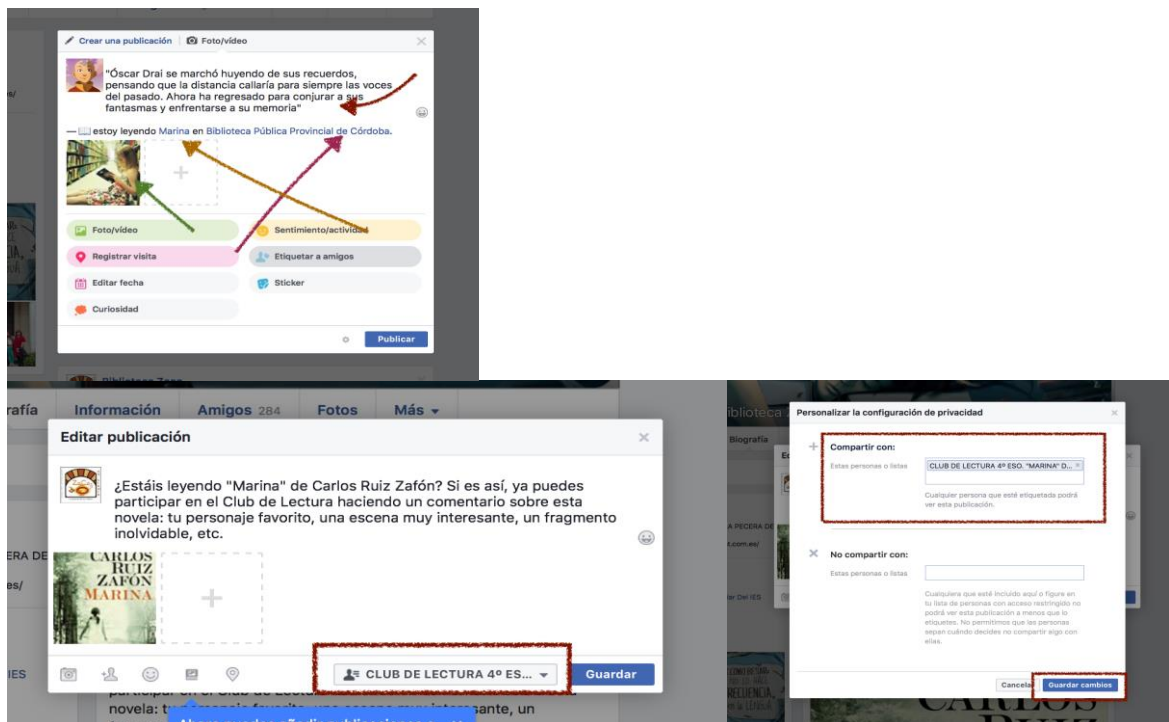 Crear una publicación
Foto/vídeo
"Óscar Drai se marchó huyendo de sus recuerdos,
pensando que la distancia callaría para siempre las voces
del pasado. Ahora ha regresado para conjurar a sus
fantasmas y enfrentarse a su memoria"
— estoy leyendo Marina en Biblioteca Pública Provincial de Córdoba.
Foto/vídeo
Sentimiento/actividad
Registrar visita
Etiquetar a amigos
Editar fecha
Sticker
Curiosidad
Publicar
Información
Amigos 284
Fotos
Más
Editar publicación
¿Estáis leyendo "Marina" de Carlos Ruiz Zafón? Si es así, ya puedes
participar en el Club de Lectura haciendo un comentario sobre esta
novela: tu personaje favorito, una escena muy interesante, un fragmento
inolvidable, etc.
CARLOS
RUIZ
ZAFÓN
MARINA
CLUB DE LECTURA 4º ES...
Guardar
Biografía
Personalizar la configuración de privacidad
Compartir con:
Estas personas o listas
CLUB DE LECTURA 4º ESO. "MARINA" D...
Cualquier persona que esté etiquetada podrá
ver esta publicación.
No compartir con:
Estas personas o listas
Cualquiera que esté incluido aquí o figure en
tu lista de personas con acceso restringido no
podrá ver esta publicación a menos que lo
etiquetes. No permitimos que las personas
sepan cuándo decides no compartir algo con
ellas.
Cancelar
Guardar cambios